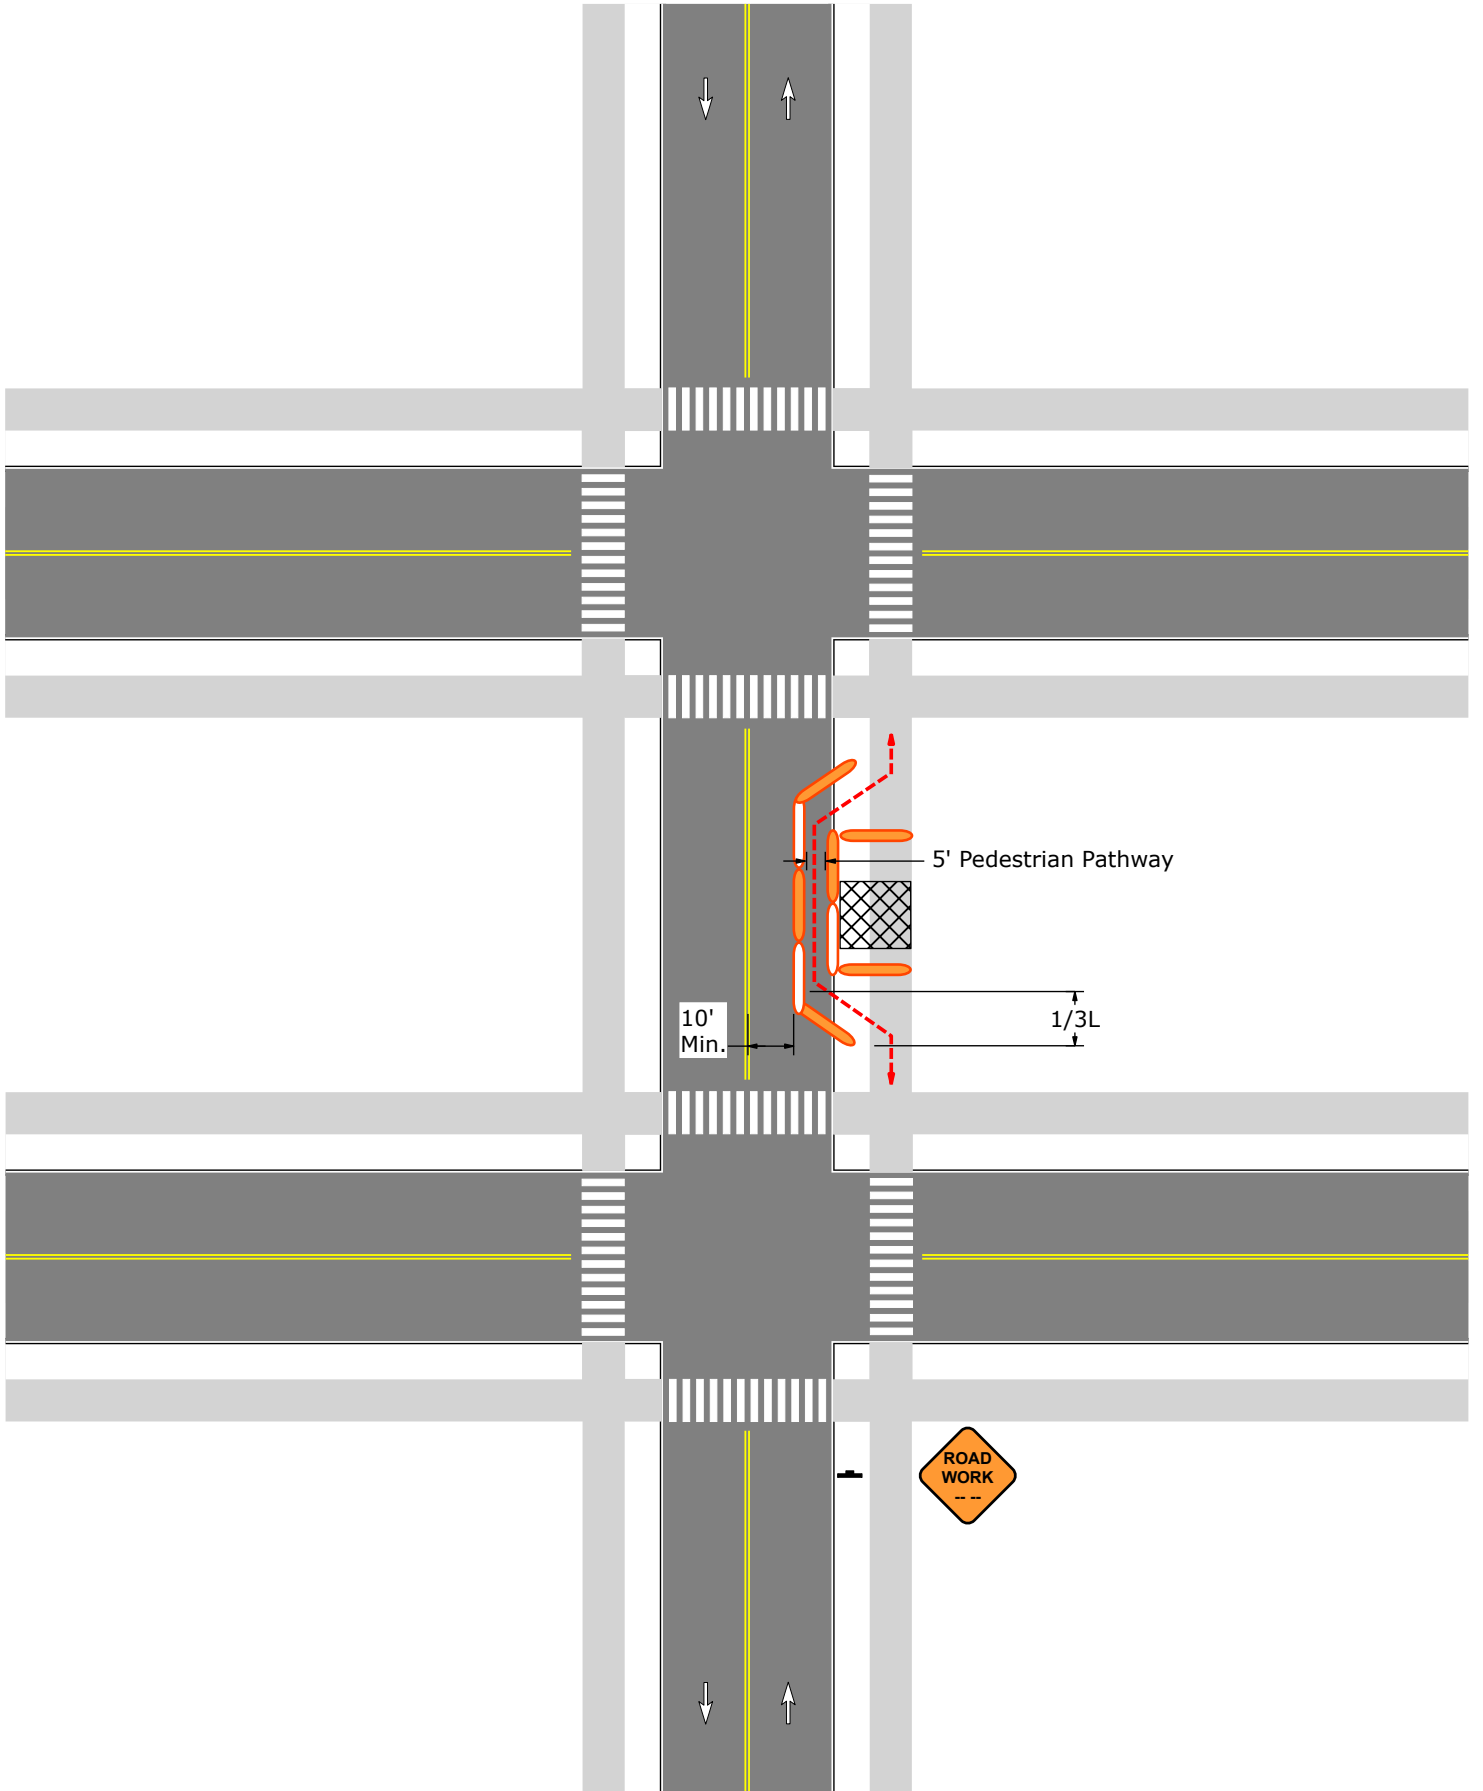 5' Pedestrian Pathway
10'
Min.
1/3L
ROAD
WORK
-- --